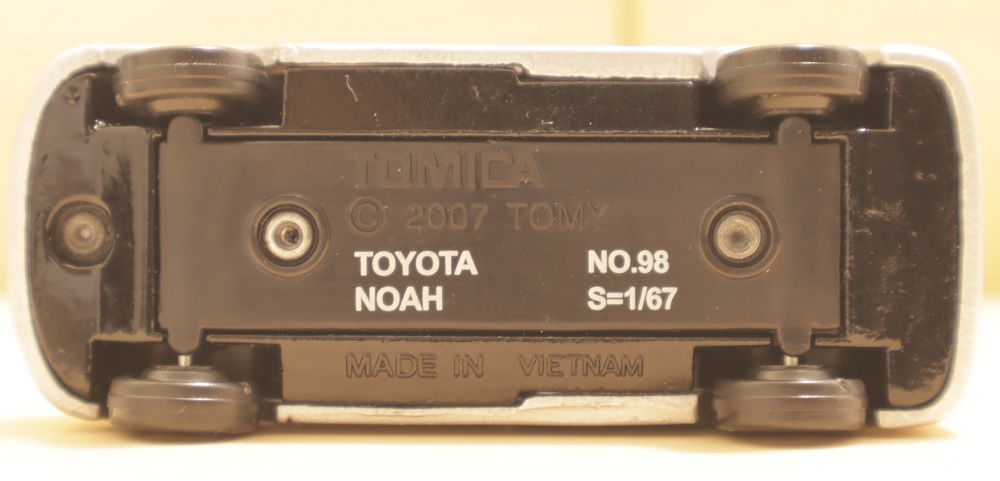 TOMICA
© 2007 TOMY
TOYOTA NO.98
NOAH S=1/67
MADE IN VIETNAM